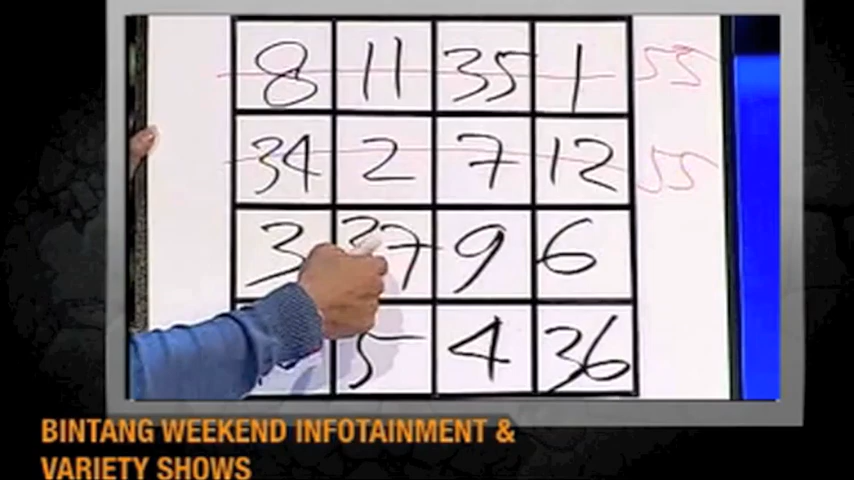 8 11 35 1 55
34 2 7 12 55
3 37 9 6
5 4 36
BINTANG WEEKEND INFOTAINMENT &
VARIETY SHOWS